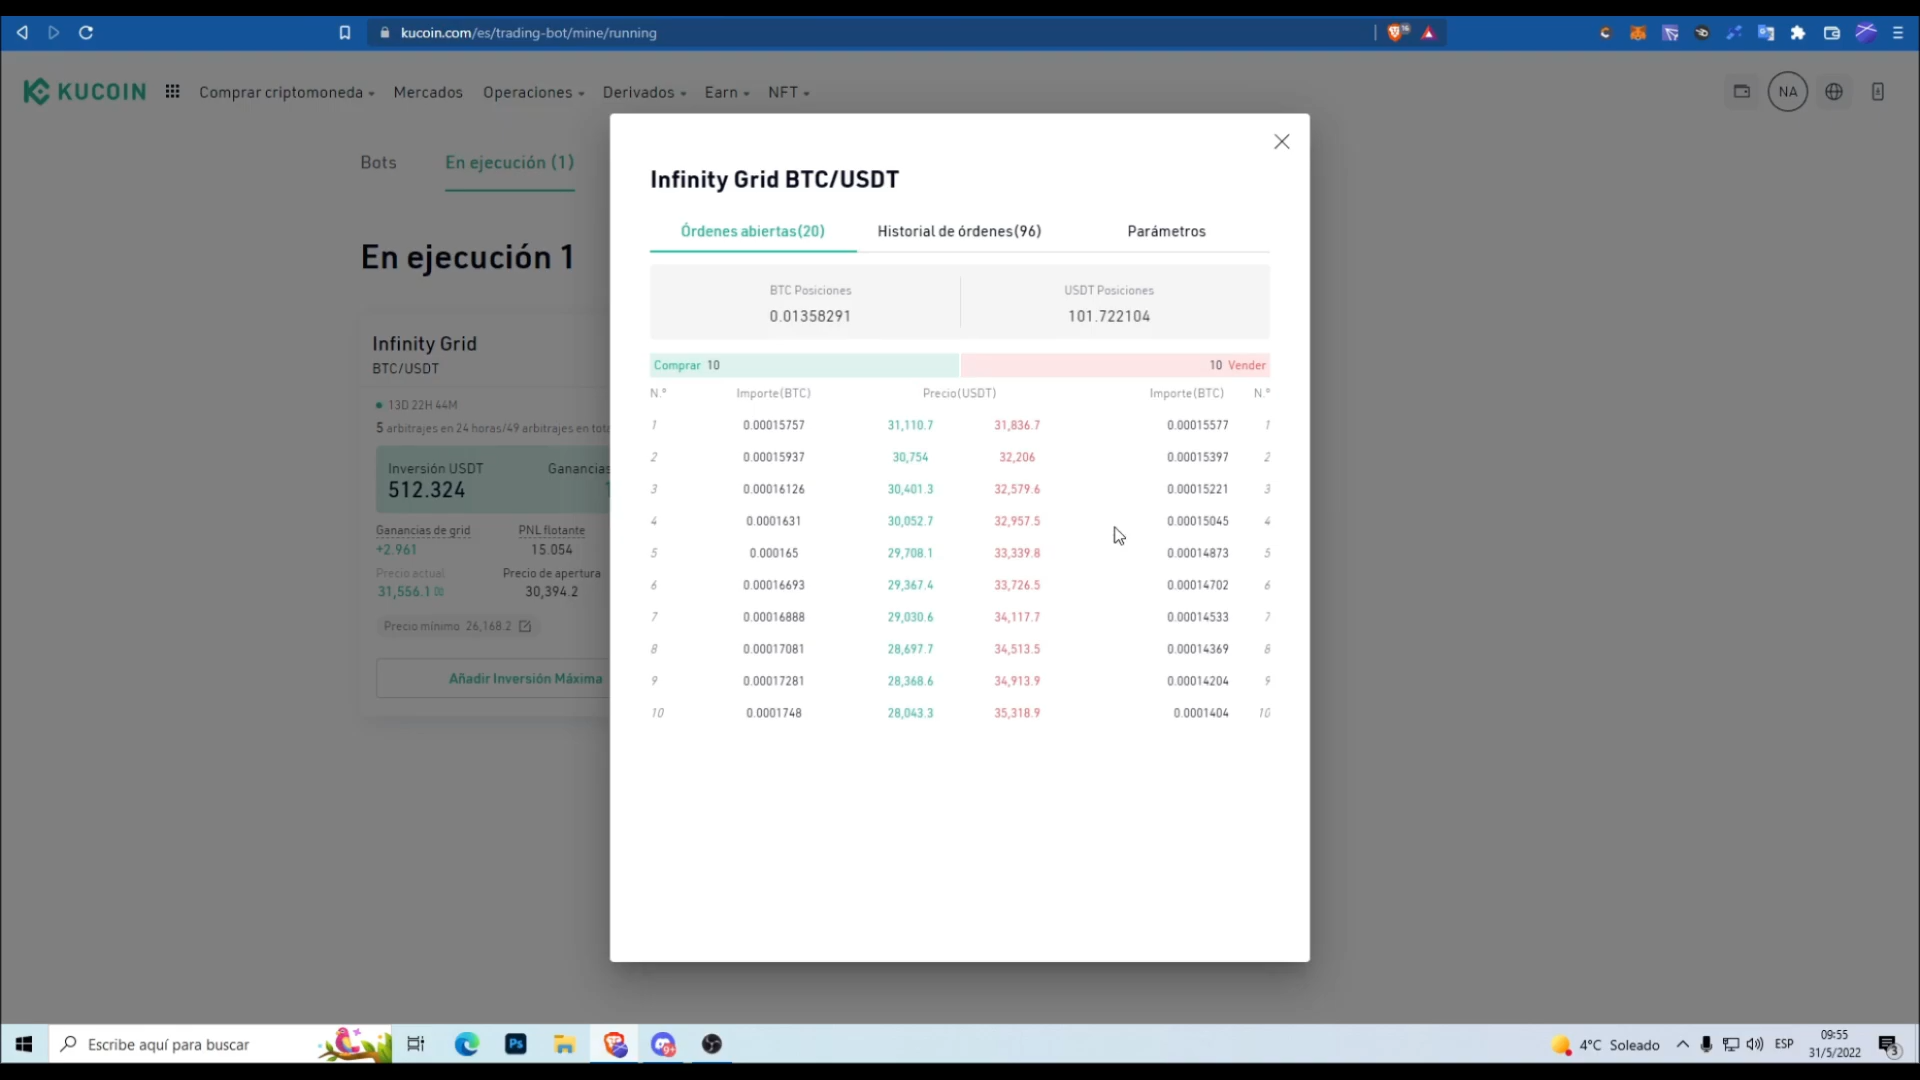 kucoin.com/es/trading-bot/mine/running
KUCOIN Comprar criptomoneda Mercados Operaciones Derivados Earn NFT NA
Bots En ejecución (1)
En ejecución 1
Infinity Grid
BTC/USDT
13D 22H 44M
5 arbitrajes en 24 horas/49 arbitrajes en tot
Inversión USDT Ganancias
512.324
Ganancias de grid PNL flotante
+2.961 15.054
Precio actual Precio de apertura
31,556.1 30,394.2
Precio mínimo 26,168.2
Añadir Inversión Máxima
Infinity Grid BTC/USDT
Órdenes abiertas(20) Historial de órdenes(96) Parámetros
BTC Posiciones USDT Posiciones
0.01358291 101.722104
Comprar 10 10 Vender
N.º Importe(BTC) Precio(USDT) Importe(BTC) N.º
1 0.00015757 31,110.7 31,836.7 0.00015577 1
2 0.00015937 30,754 32,206 0.00015397 2
3 0.00016126 30,401.3 32,579.6 0.00015221 3
4 0.0001631 30,052.7 32,957.5 0.00015045 4
5 0.000165 29,708.1 33,339.8 0.00014873 5
6 0.00016693 29,367.4 33,726.5 0.00014702 6
7 0.00016888 29,030.6 34,117.7 0.00014533 7
8 0.00017081 28,697.7 34,513.5 0.00014369 8
9 0.00017281 28,368.6 34,913.9 0.00014204 9
10 0.0001748 28,043.3 35,318.9 0.0001404 10
Escribe aquí para buscar
Ps
9+
4°C Soleado
ESP
09:55
31/5/2022
3